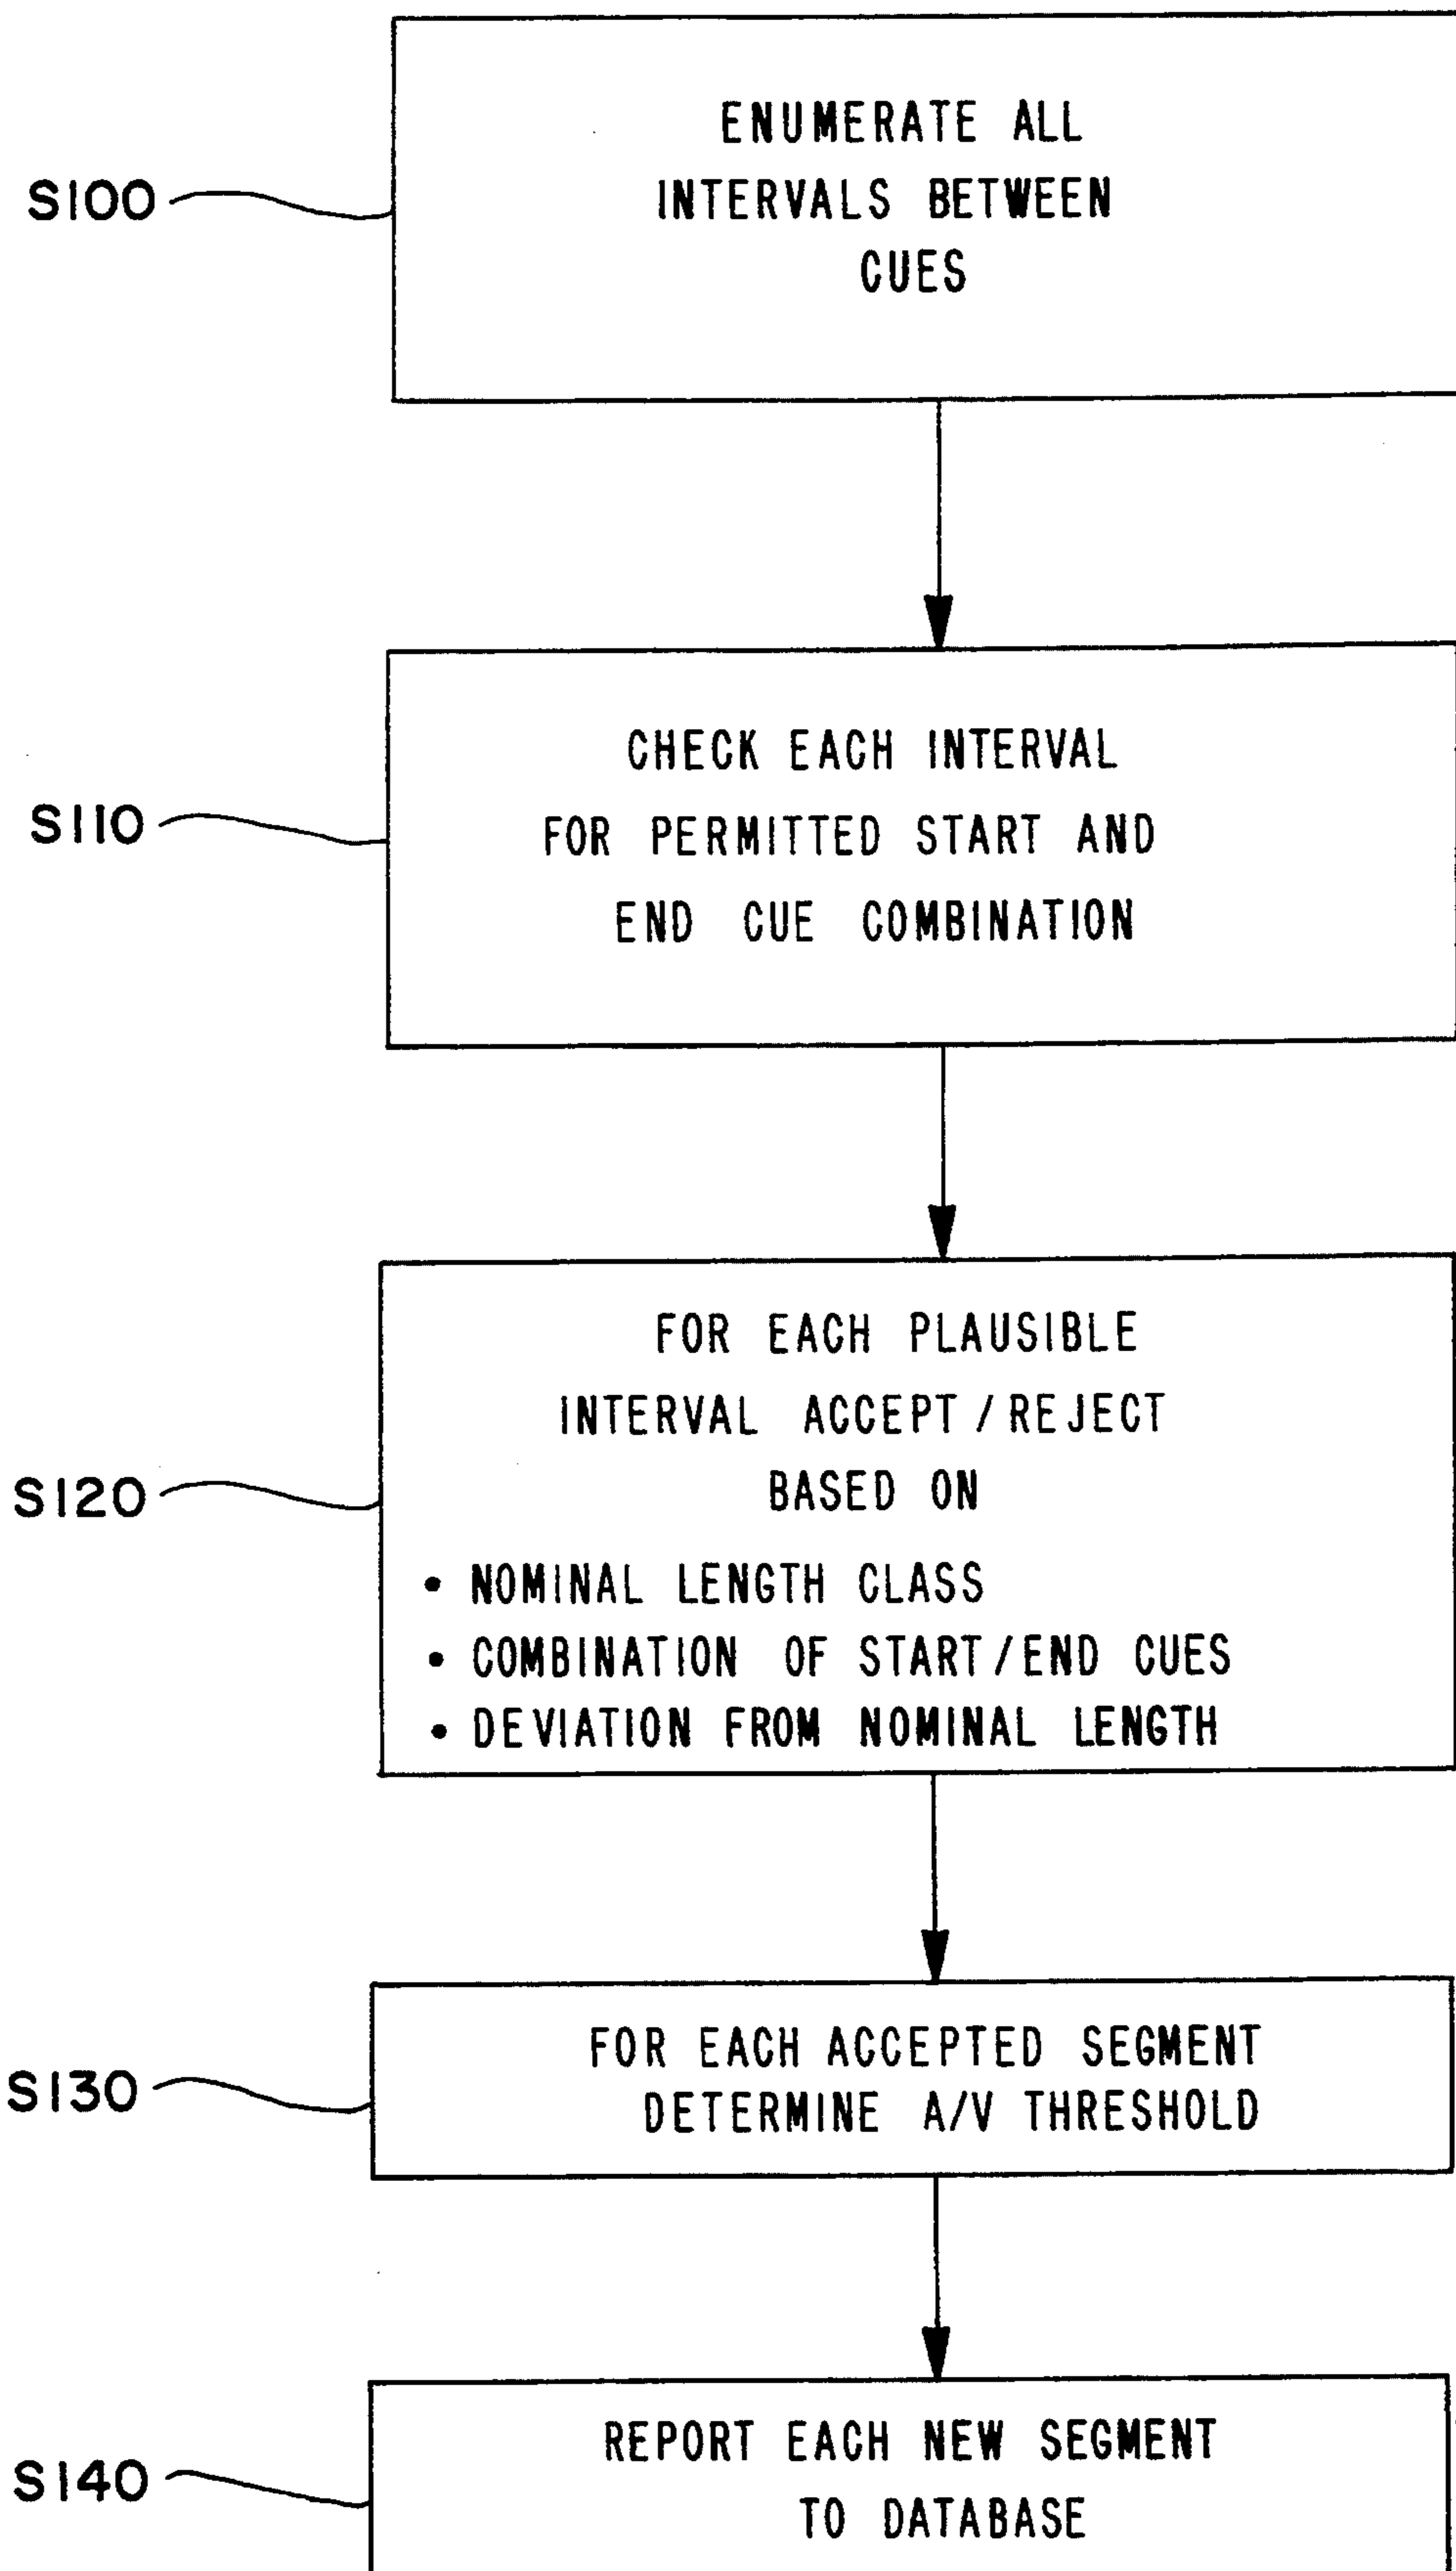 S100
ENUMERATE ALL
INTERVALS BETWEEN
CUES
S110
CHECK EACH INTERVAL
FOR PERMITTED START AND
END CUE COMBINATION
S120
FOR EACH PLAUSIBLE
INTERVAL ACCEPT/REJECT
BASED ON
• NOMINAL LENGTH CLASS
• COMBINATION OF START/END CUES
• DEVIATION FROM NOMINAL LENGTH
S130
FOR EACH ACCEPTED SEGMENT
DETERMINE A/V THRESHOLD
S140
REPORT EACH NEW SEGMENT
TO DATABASE